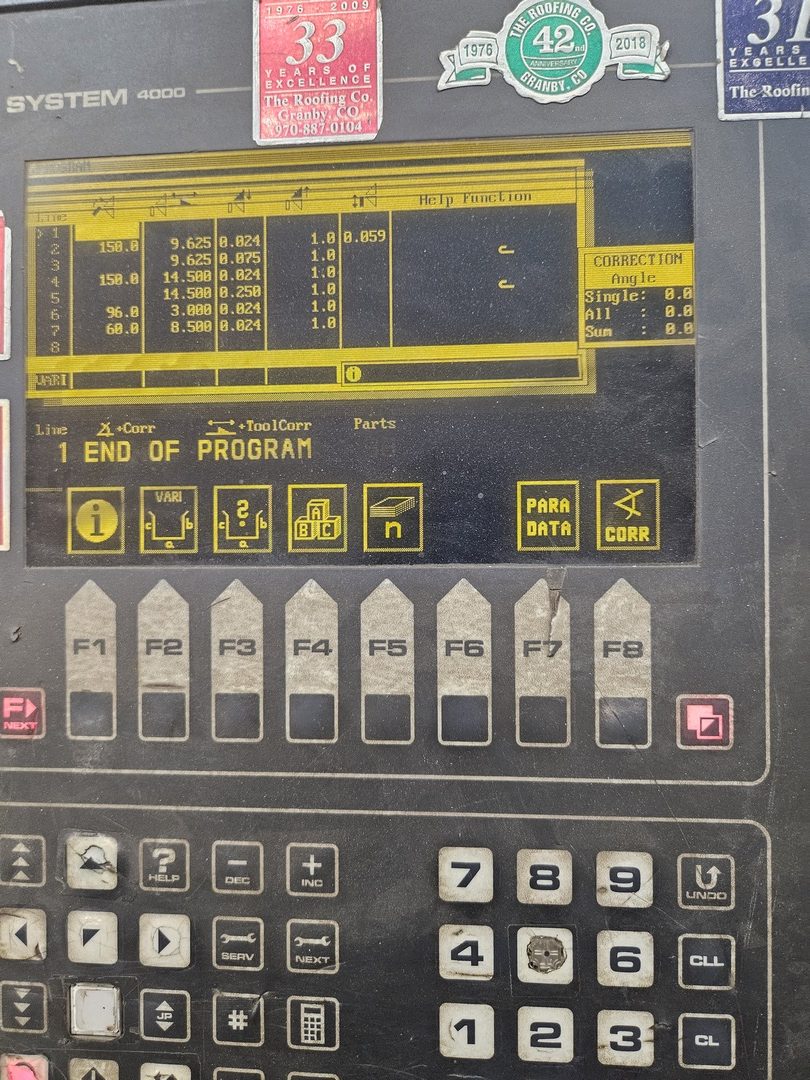 1976 - 2009
33
YEARS OF
EXCELLENCE
The Roofing Co
Granby, CO
970-887-0104
THE ROOFING CO.
1976 42nd 2018
ANNIVERSARY
GRANBY, CO
31
YEARS
The Roofin
SYSTEM 4000
Line Help Function
1 9.625 0.024 1.0 0.059
2 150.0 9.625 0.075 1.0
3 14.500 0.024 1.0
4 150.0 14.500 0.250 1.0
5 3.000 0.024 1.0
6 96.0 8.500 0.024 1.0
7 60.0
8
CORRECTION
Angle
Single: 0.0
All : 0.0
Sum : 0.0
VARI
i
Line +Corr +ToolCorr Parts
1 END OF PROGRAM
i VARI c b a ? c b a A B C n PARA DATA CORR
F1 F2 F3 F4 F5 F6 F7 F8
F NEXT
? HELP - DEC + INC 7 8 9 UNDO
SERV NEXT 4 6 CLL
JP # 1 2 3 CL